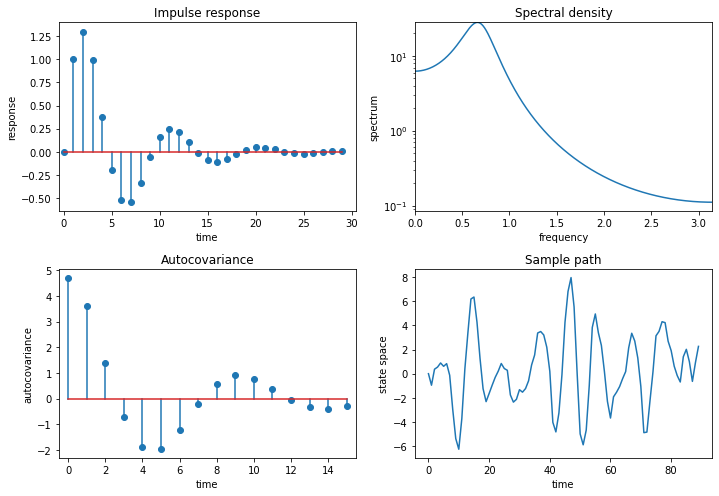 Impulse response
1.25
1.00
0.75
0.50
0.25
0.00
−0.25
−0.50
response
0 5 10 15 20 25 30
time
Spectral density
10^1
10^0
10^−1
spectrum
0.0 0.5 1.0 1.5 2.0 2.5 3.0
frequency
Autocovariance
5
4
3
2
1
0
−1
−2
autocovariance
0 2 4 6 8 10 12 14
time
Sample path
8
6
4
2
0
−2
−4
−6
state space
0 20 40 60 80
time